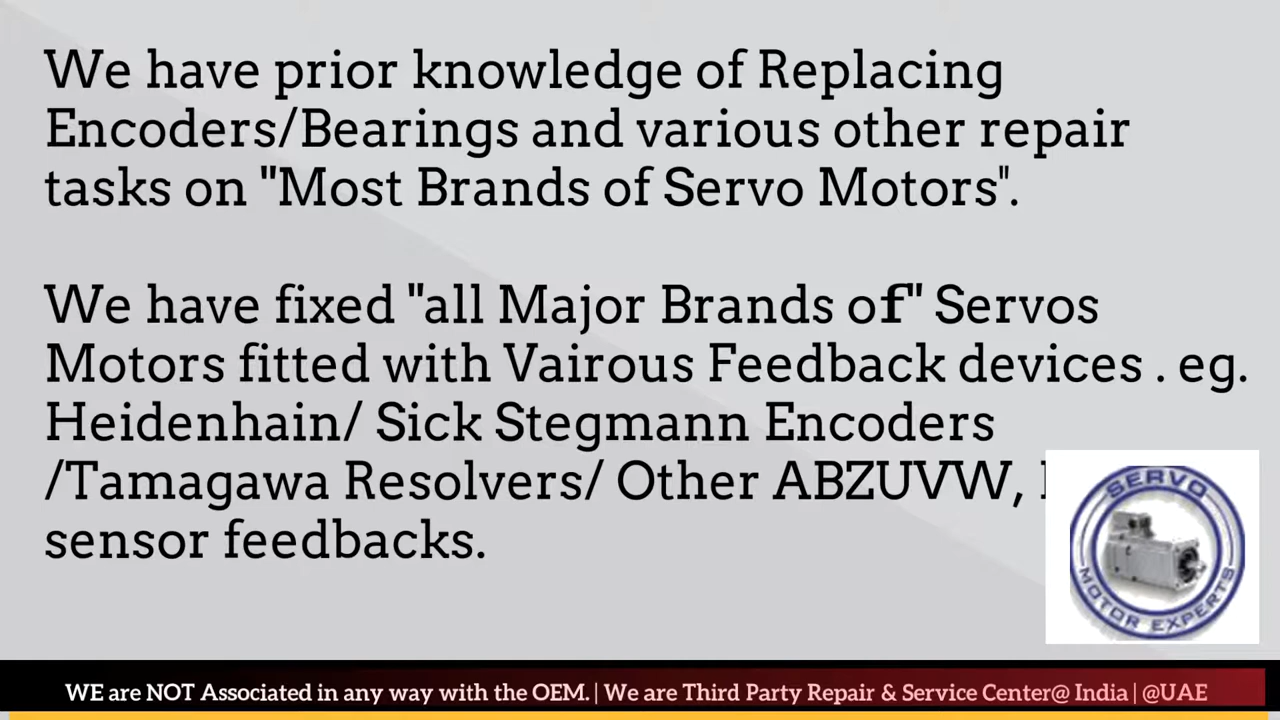 We have prior knowledge of Replacing
Encoders/Bearings and various other repair
tasks on "Most Brands of Servo Motors".
We have fixed "all Major Brands of" Servos
Motors fitted with Vairous Feedback devices . eg.
Heidenhain/ Sick Stegmann Encoders
/Tamagawa Resolvers/ Other ABZUVW,
sensor feedbacks.
SERVO
MOTOR EXPERTS
WE are NOT Associated in any way with the OEM. | We are Third Party Repair & Service Center@ India | @UAE